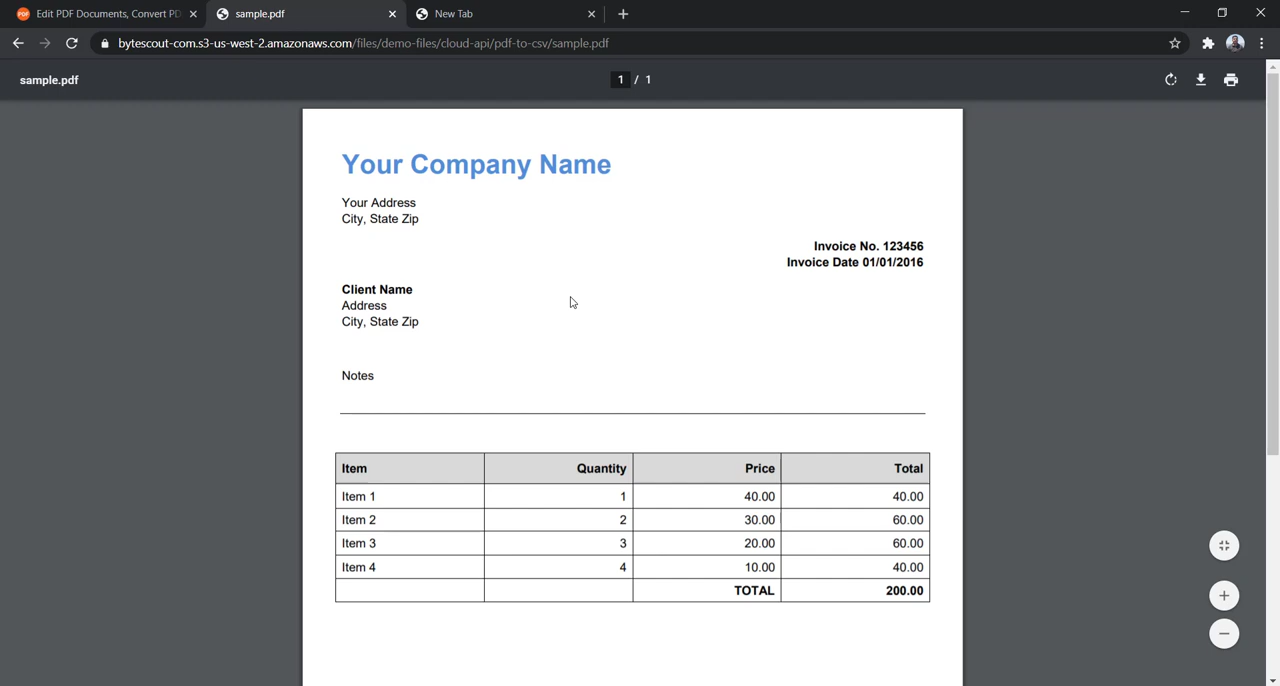 Edit PDF Documents, Convert PD
sample.pdf
New Tab
bytescout-com.s3-us-west-2.amazonaws.com/files/demo-files/cloud-api/pdf-to-csv/sample.pdf
sample.pdf
1 / 1
Your Company Name
Your Address
City, State Zip
Invoice No. 123456
Invoice Date 01/01/2016
Client Name
Address
City, State Zip
Notes
Item Quantity Price Total
Item 1 1 40.00 40.00
Item 2 2 30.00 60.00
Item 3 3 20.00 60.00
Item 4 4 10.00 40.00
TOTAL 200.00